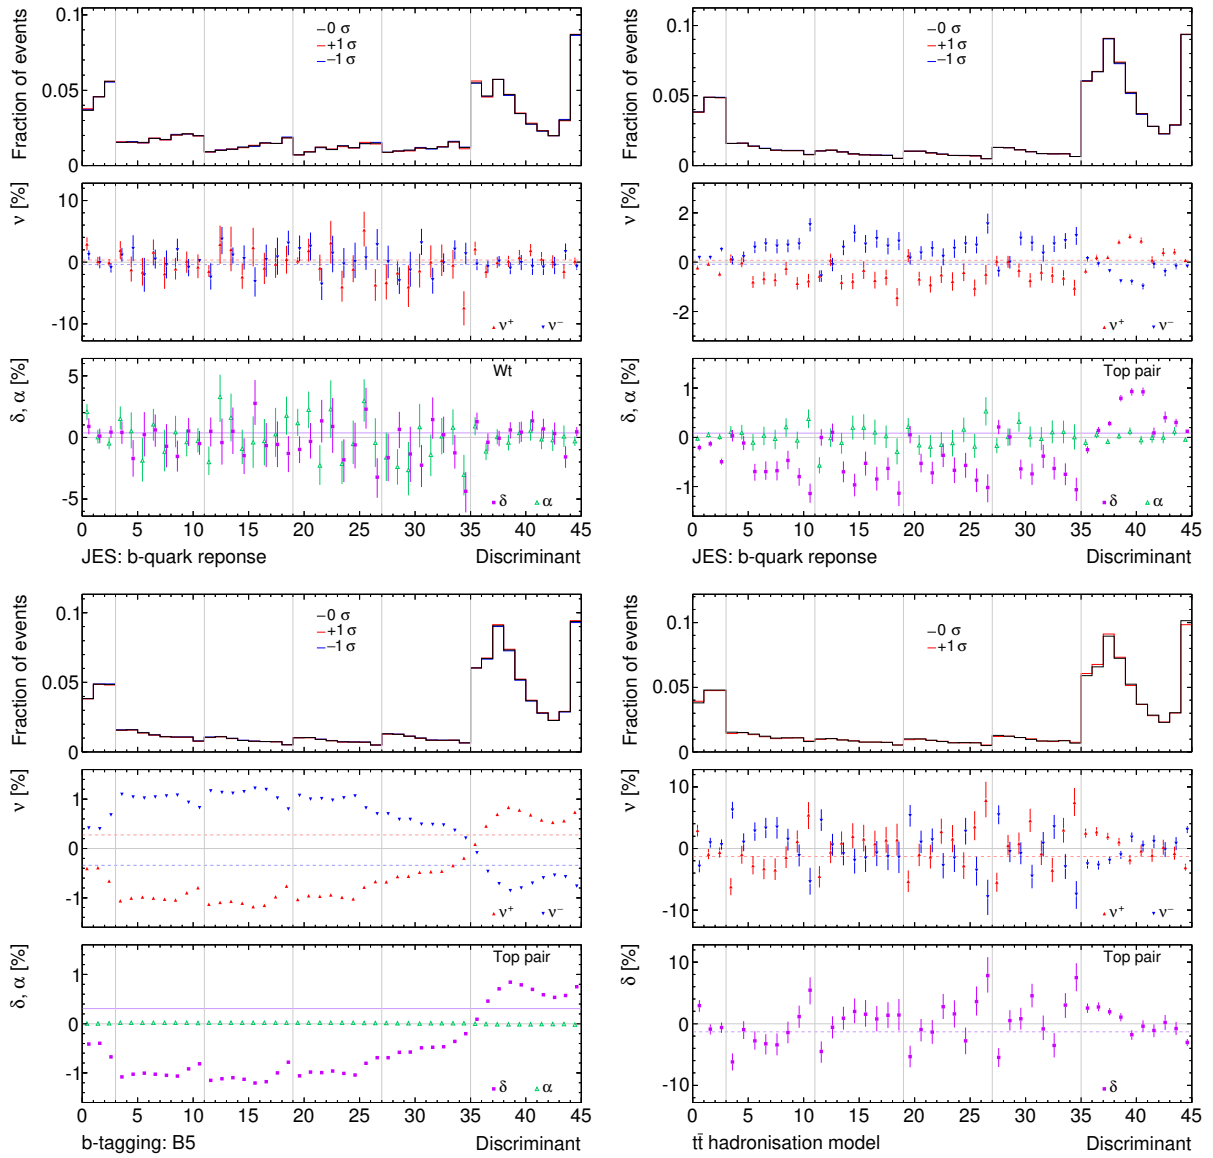 Fraction of events
0.1
0.05
0
0 σ
+1 σ
−1 σ
ν [%]
10
0
-10
ν⁺
ν⁻
δ, α [%]
5
0
-5
Wt
δ
α
0 5 10 15 20 25 30 35 40 45
JES: b-quark reponse
Discriminant
Fraction of events
0.1
0.05
0
0 σ
+1 σ
−1 σ
ν [%]
2
0
-2
ν⁺
ν⁻
δ, α [%]
1
0
-1
Top pair
δ
α
0 5 10 15 20 25 30 35 40 45
JES: b-quark reponse
Discriminant
Fraction of events
0.1
0.05
0
0 σ
+1 σ
−1 σ
ν [%]
1
0
-1
ν⁺
ν⁻
δ, α [%]
1
0
-1
Top pair
δ
α
0 5 10 15 20 25 30 35 40 45
b-tagging: B5
Discriminant
Fraction of events
0.1
0.05
0
0 σ
+1 σ
ν [%]
10
0
-10
ν⁺
ν⁻
δ [%]
10
0
-10
Top pair
δ
0 5 10 15 20 25 30 35 40 45
tt̄ hadronisation model
Discriminant